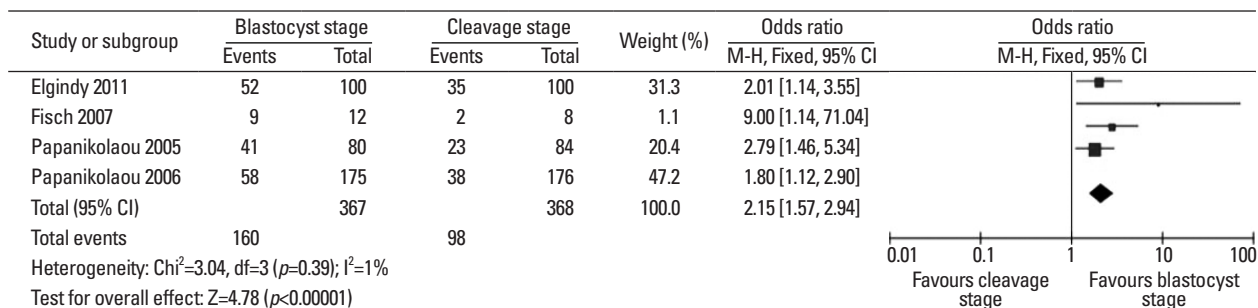 Study or subgroup Blastocyst stage Cleavage stage Weight (%) Odds ratio Odds ratio
Events Total Events Total M-H, Fixed, 95% CI M-H, Fixed, 95% CI
Elgindy 2011 52 100 35 100 31.3 2.01 [1.14, 3.55]
Fisch 2007 9 12 2 8 1.1 9.00 [1.14, 71.04]
Papanikolaou 2005 41 80 23 84 20.4 2.79 [1.46, 5.34]
Papanikolaou 2006 58 175 38 176 47.2 1.80 [1.12, 2.90]
Total (95% CI) 367 368 100.0 2.15 [1.57, 2.94]
Total events 160 98
Heterogeneity: Chi²=3.04, df=3 (p=0.39); I²=1%
Test for overall effect: Z=4.78 (p<0.00001)
0.01 0.1 1 10 100
Favours cleavage stage Favours blastocyst stage